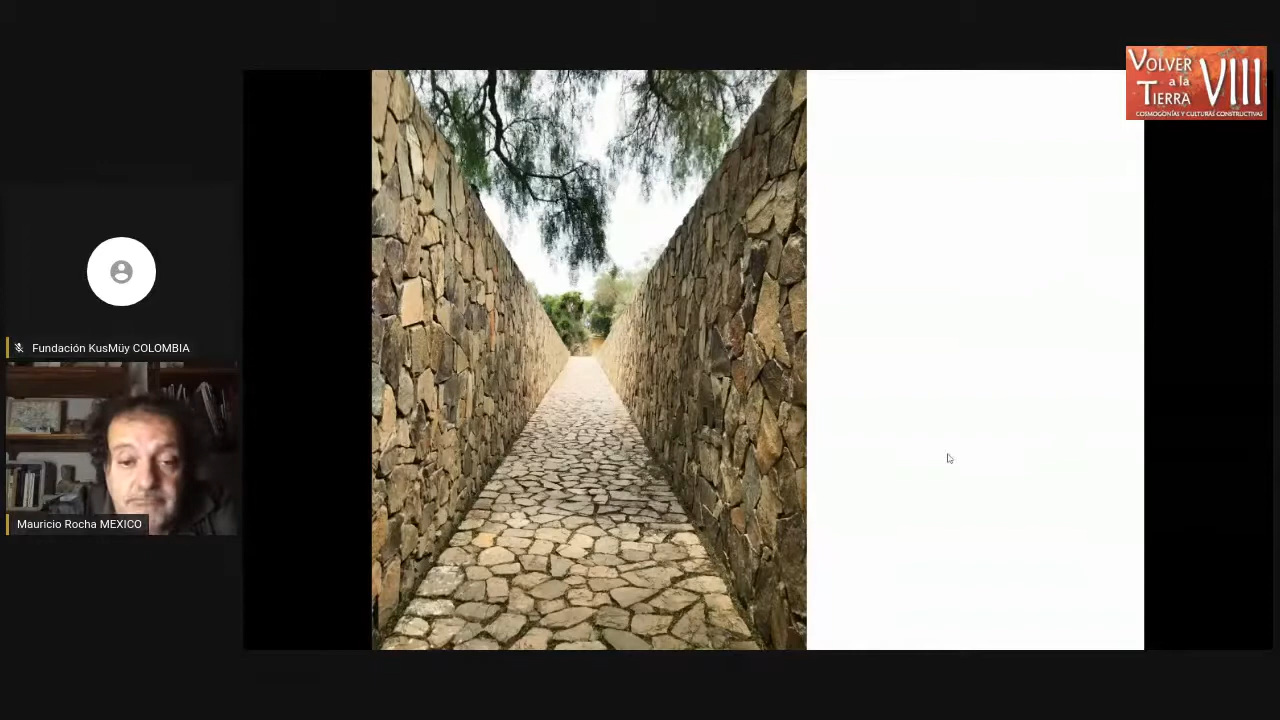 VOLVER
a la
TIERRA
VIII
COSMOGONÍAS Y CULTURAS CONSTRUCTIVAS
Fundación KusMüy COLOMBIA
Mauricio Rocha MEXICO